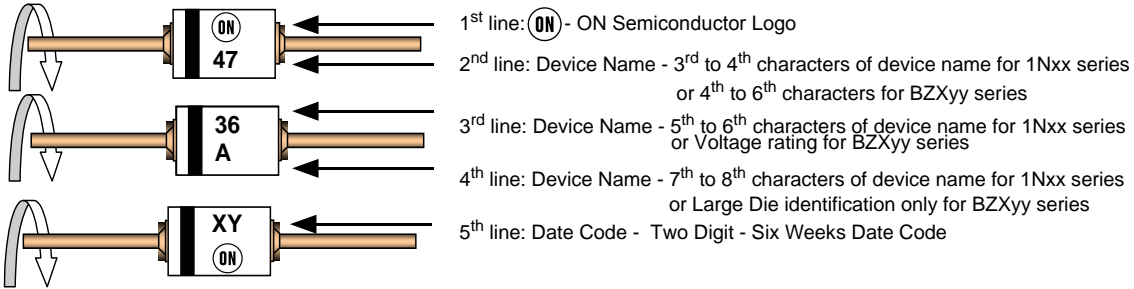 ON
47
36
A
XY
ON
1st line: ON - ON Semiconductor Logo
2nd line: Device Name - 3rd to 4th characters of device name for 1Nxx series
or 4th to 6th characters for BZXyy series
3rd line: Device Name - 5th to 6th characters of device name for 1Nxx series
or Voltage rating for BZXyy series
4th line: Device Name - 7th to 8th characters of device name for 1Nxx series
or Large Die identification only for BZXyy series
5th line: Date Code - Two Digit - Six Weeks Date Code